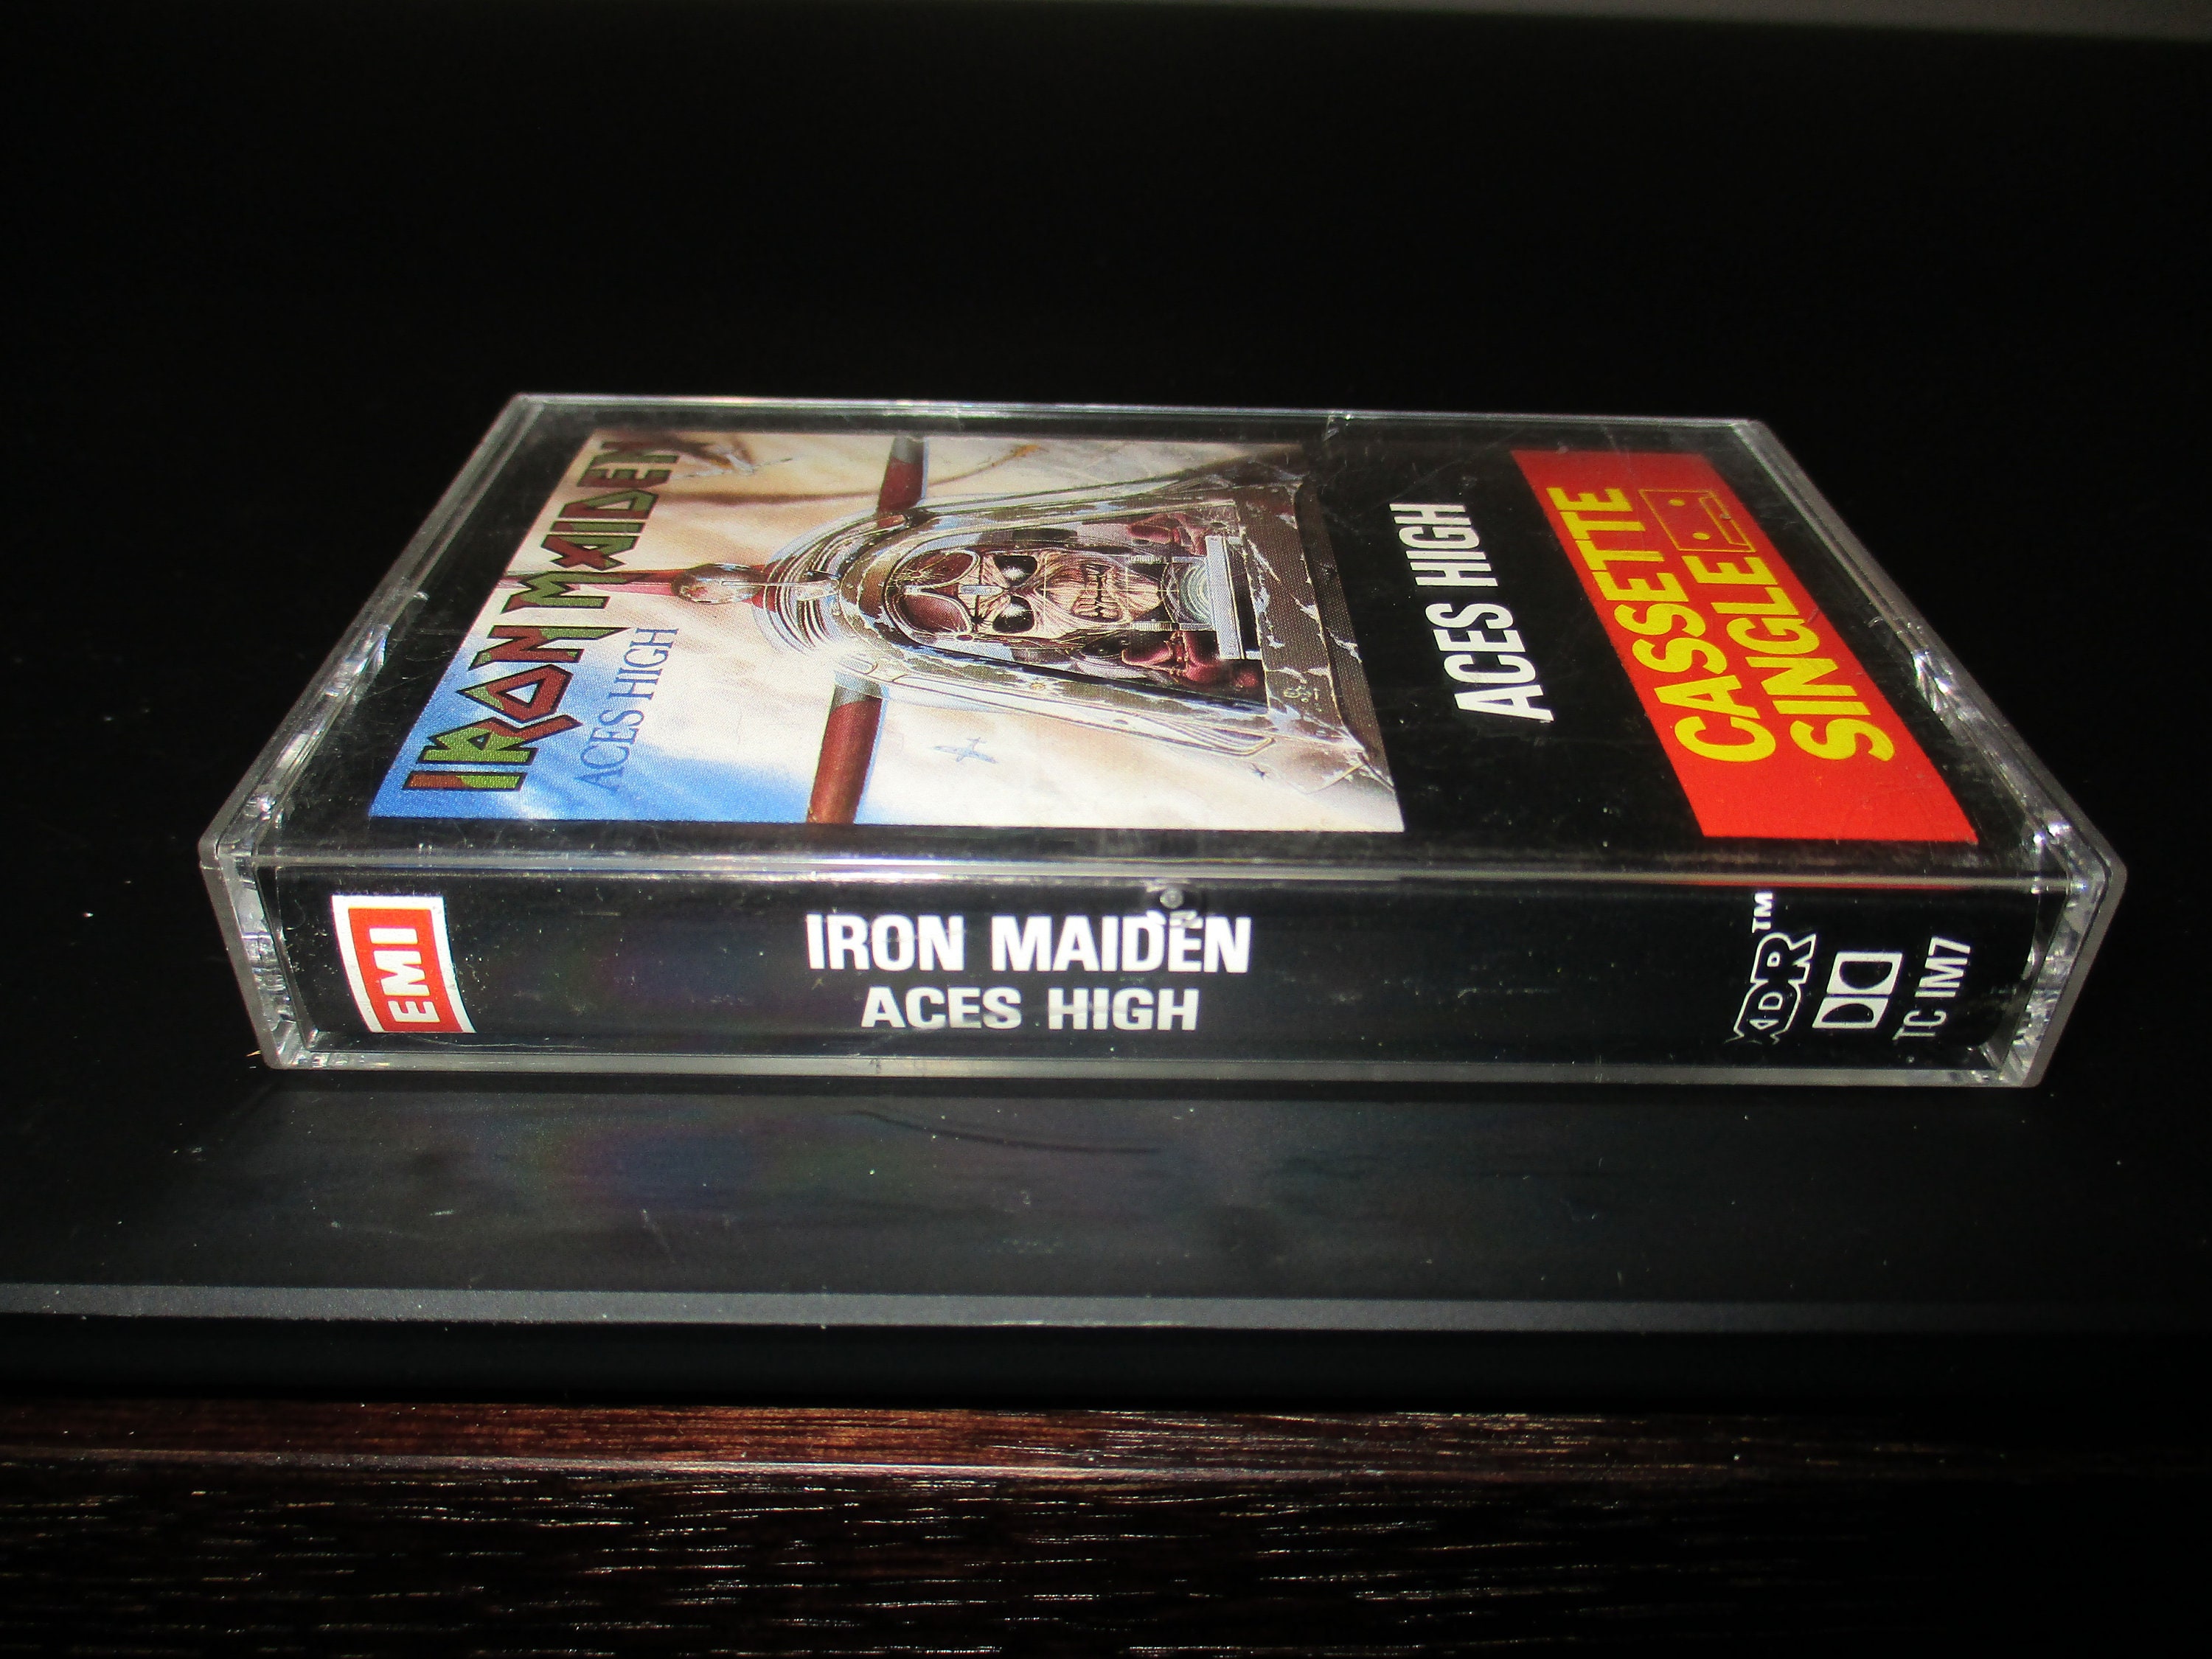 IRON MAIDEN
ACES HIGH
ACES HIGH
CASSETTE
SINGLE
EMI
IRON MAIDEN
ACES HIGH
XDR™
TC IM7